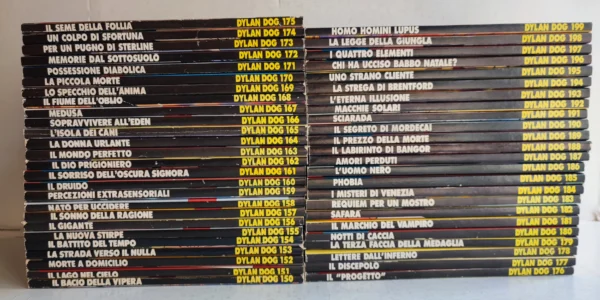 IL SEME DELLA FOLLIA DYLAN DOG 175
UN COLPO DI SFORTUNA DYLAN DOG 174
PER UN PUGNO DI STERLINE DYLAN DOG 173
MEMORIE DAL SOTTOSUOLO DYLAN DOG 172
POSSESSIONE DIABOLICA DYLAN DOG 171
LA PICCOLA MORTE DYLAN DOG 170
LO SPECCHIO DELL'ANIMA DYLAN DOG 169
IL FIUME DELL'OBLIO DYLAN DOG 168
MEDUSA DYLAN DOG 167
SOPRAVVIVERE ALL'EDEN DYLAN DOG 166
L'ISOLA DEI CANI DYLAN DOG 165
LA DONNA URLANTE DYLAN DOG 164
IL MONDO PERFETTO DYLAN DOG 163
IL DIO PRIGIONIERO DYLAN DOG 162
IL SORRISO DELL'OSCURA SIGNORA DYLAN DOG 161
IL DRUIDO DYLAN DOG 160
PERCEZIONI EXTRASENSORIALI DYLAN DOG 159
NATO PER UCCIDERE DYLAN DOG 158
IL SONNO DELLA RAGIONE DYLAN DOG 157
IL GIGANTE DYLAN DOG 156
LA NUOVA STIRPE DYLAN DOG 155
IL BATTITO DEL TEMPO DYLAN DOG 154
LA STRADA VERSO IL NULLA DYLAN DOG 153
MORTE A DOMICILIO DYLAN DOG 152
IL LAGO NEL CIELO DYLAN DOG 151
IL BACIO DELLA VIPERA DYLAN DOG 150
HOMO HOMINI LUPUS DYLAN DOG 199
LA LEGGE DELLA GIUNGLA DYLAN DOG 198
I QUATTRO ELEMENTI DYLAN DOG 197
CHI HA UCCISO BABBO NATALE? DYLAN DOG 196
UNO STRANO CLIENTE DYLAN DOG 195
LA STREGA DI BRENTFORD DYLAN DOG 194
L'ETERNA ILLUSIONE DYLAN DOG 193
MACCHIE SOLARI DYLAN DOG 192
SCIARADA DYLAN DOG 191
IL SEGRETO DI MORDECAI DYLAN DOG 190
IL PREZZO DELLA MORTE DYLAN DOG
IL LABIRINTO DI BANGOR DYLAN DOG 188
AMORI PERDUTI DYLAN DOG 187
L'UOMO NERO DYLAN DOG 186
PHOBIA DYLAN DOG 185
I MISTERI DI VENEZIA DYLAN DOG 184
REQUIEM PER UN MOSTRO DYLAN DOG 183
SAFARA DYLAN DOG 182
IL MARCHIO DEL VAMPIRO DYLAN DOG 181
NOTTI DI CACCIA DYLAN DOG 180
LA TERZA FACCIA DELLA MEDAGLIA DYLAN DOG 179
LETTERE DALL'INFERNO DYLAN DOG 178
IL DISCEPOLO DYLAN DOG 177
IL "PROGETTO" DYLAN DOG 176